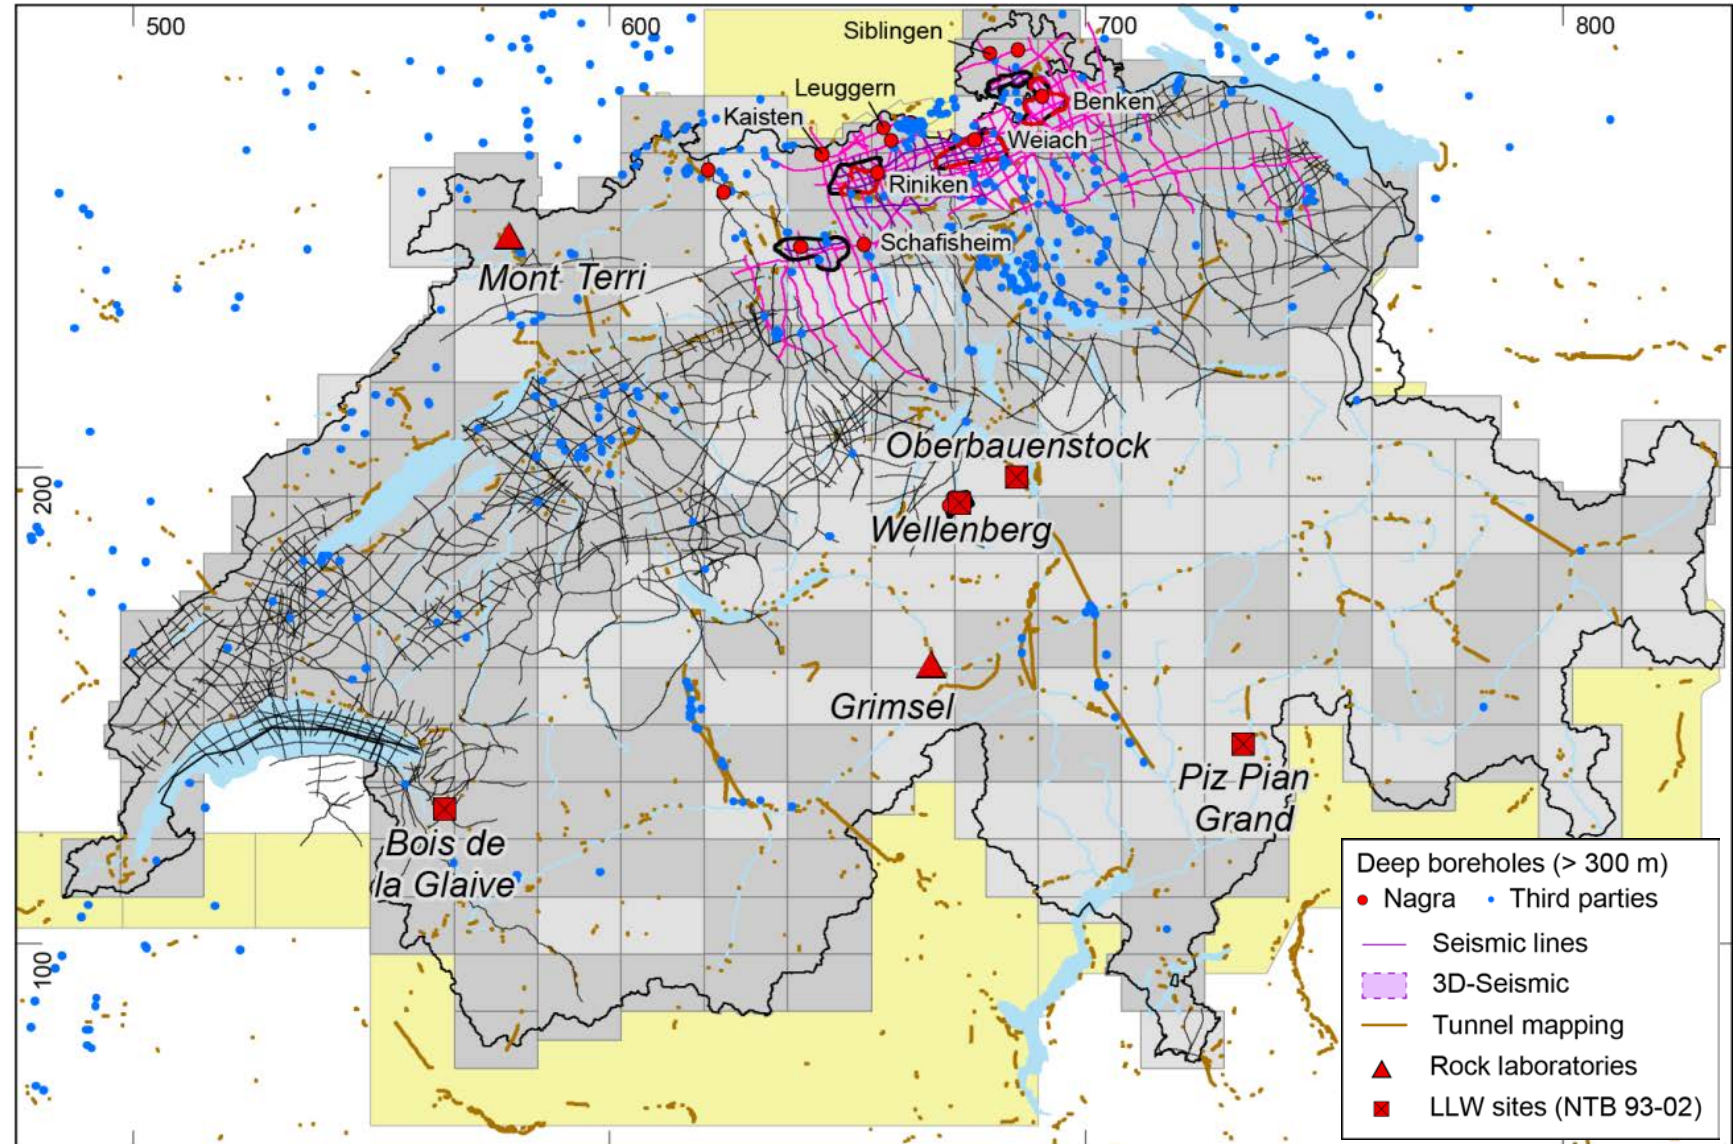 500
600
700
800
Siblingen
Leuggern
Kaisten
Benken
Weiach
Riniken
Schafisheim
Mont Terri
200
Oberbauenstock
Wellenberg
Grimsel
Piz Pian
Grand
Bois de
la Glaive
100
Deep boreholes (> 300 m)
Nagra Third parties
Seismic lines
3D-Seismic
Tunnel mapping
Rock laboratories
LLW sites (NTB 93-02)